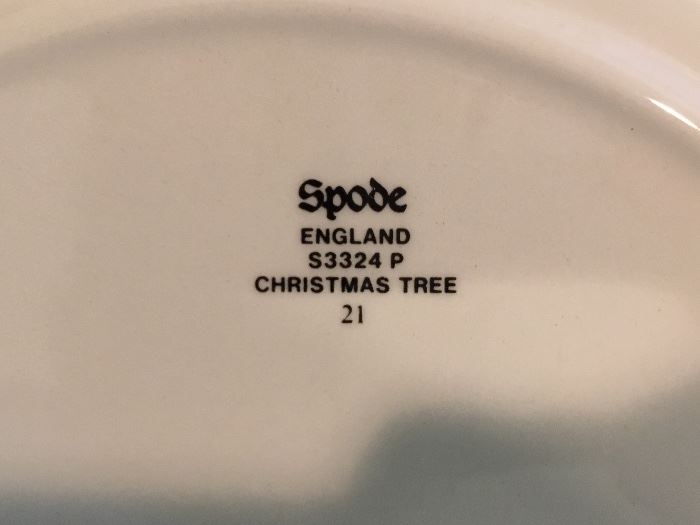 Spode
ENGLAND
S3324 P
CHRISTMAS TREE
21